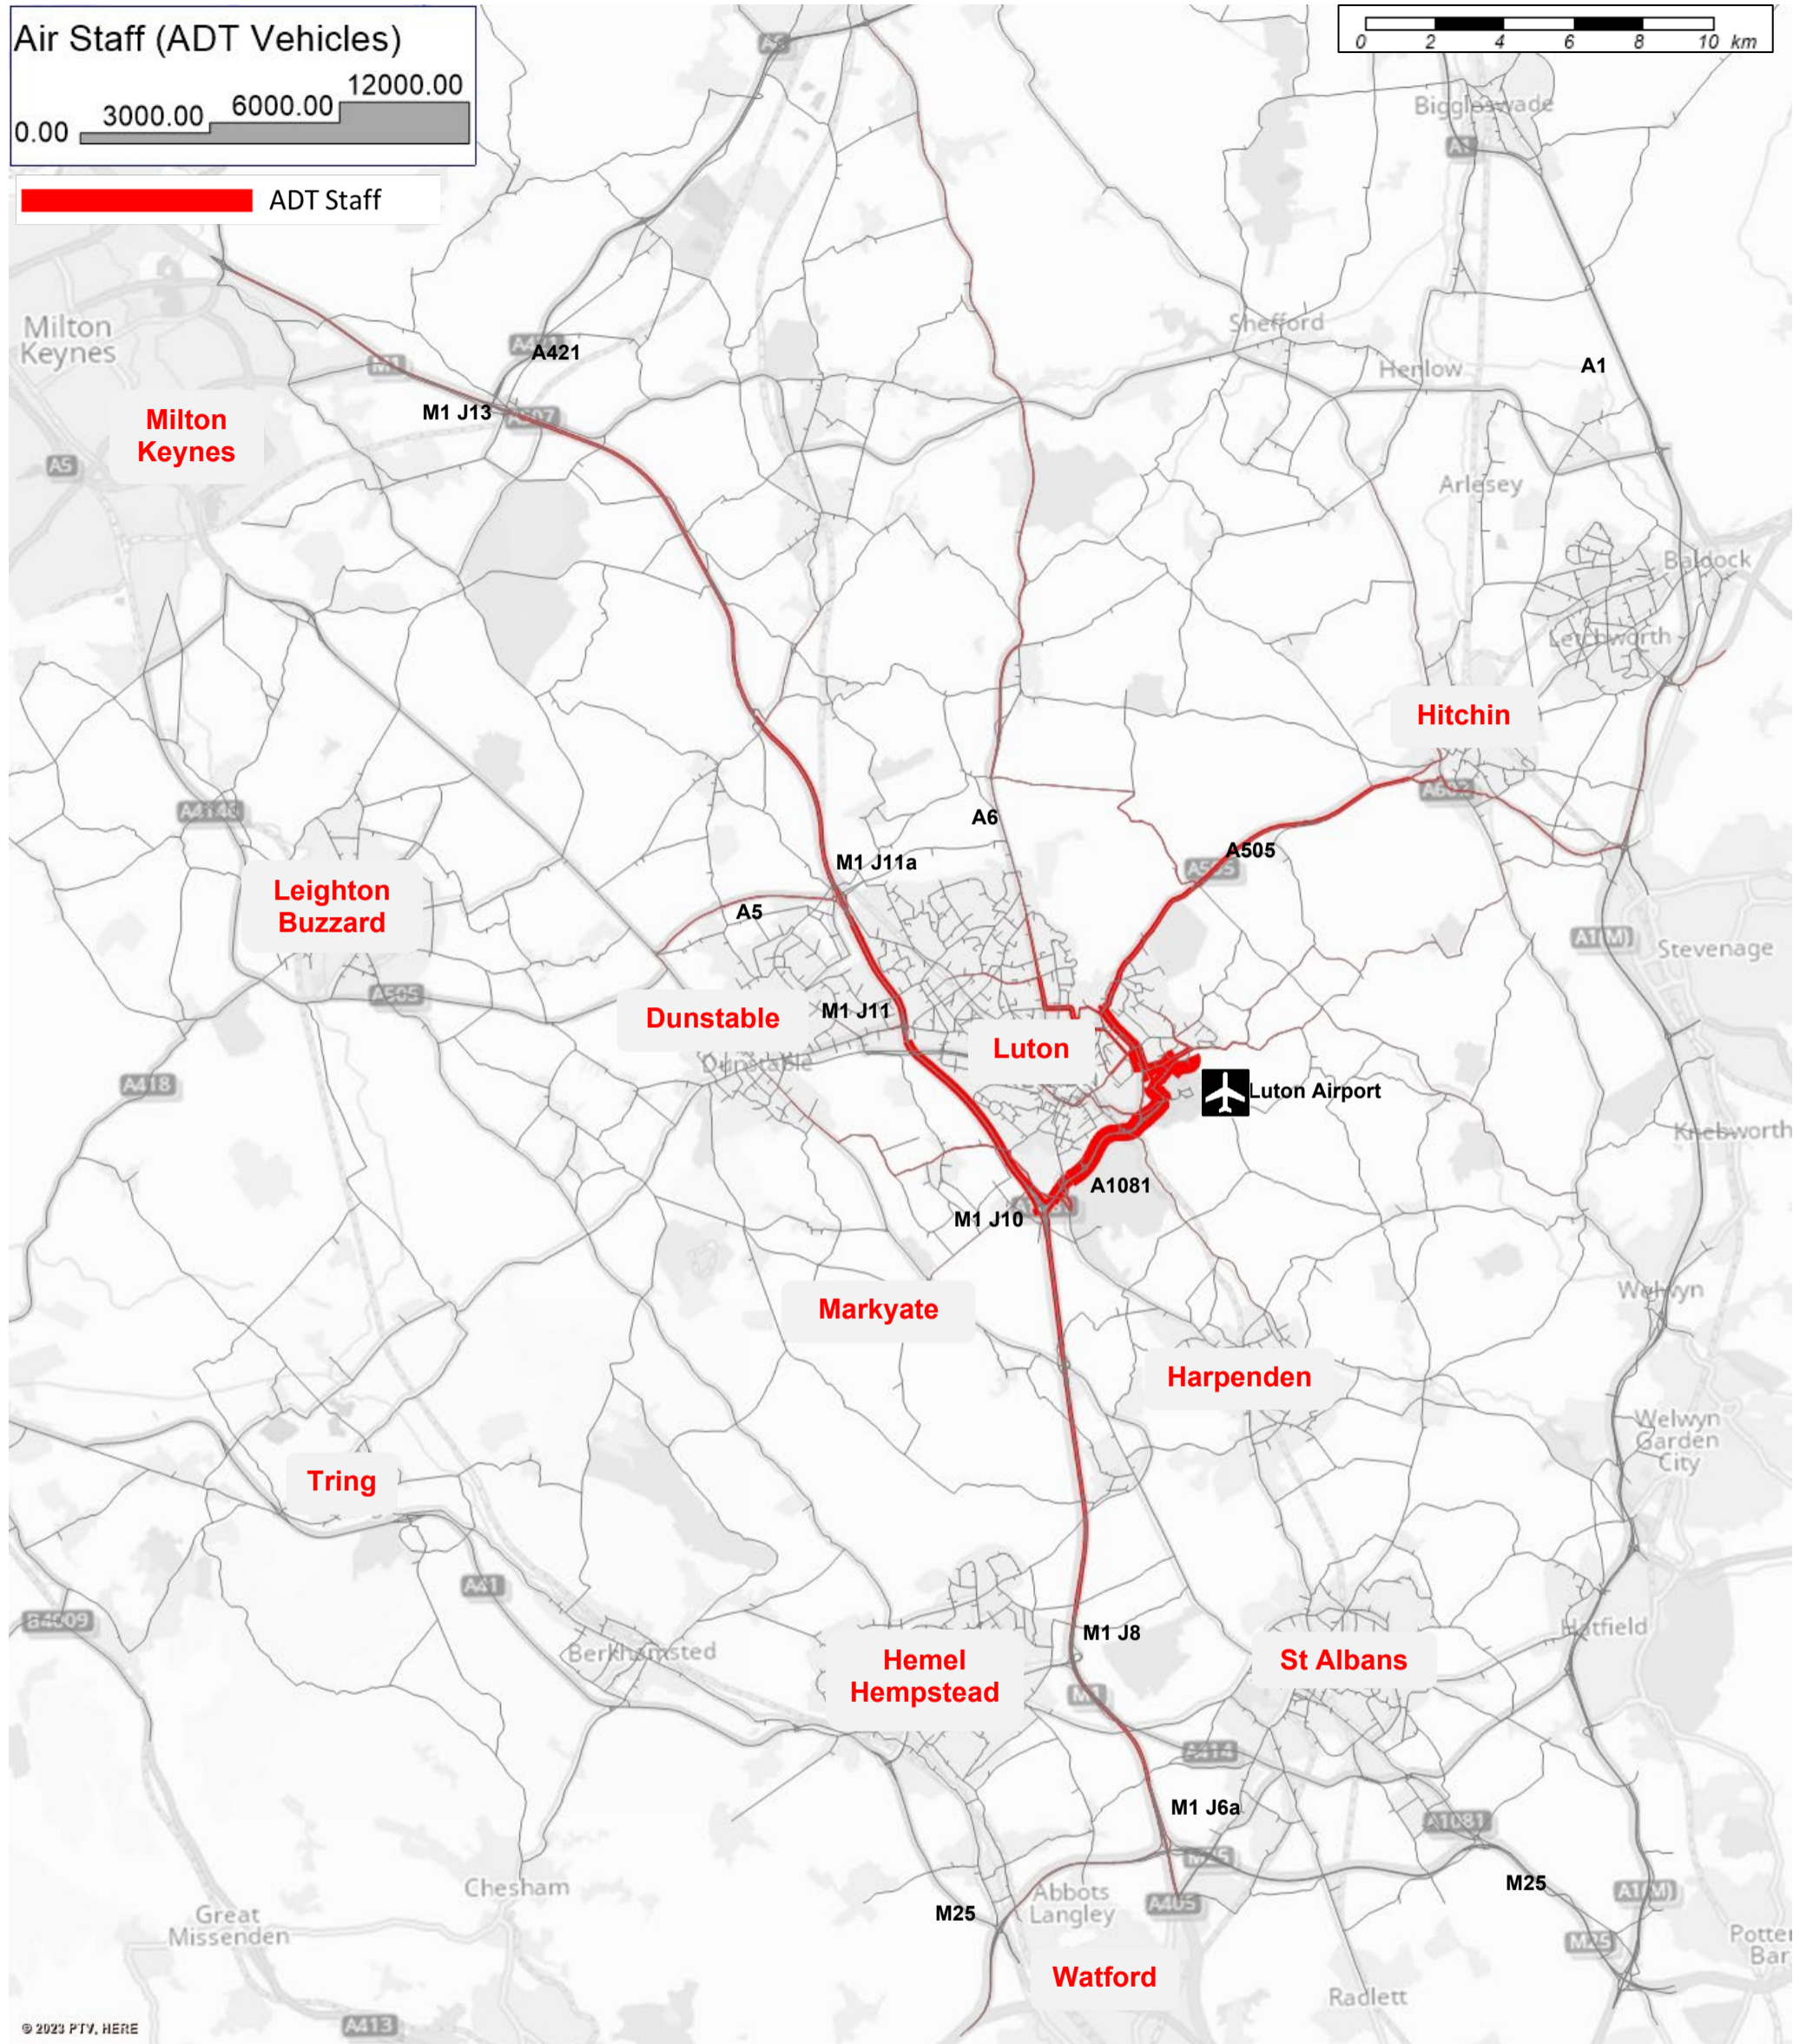 Air Staff (ADT Vehicles)
0.00 3000.00 6000.00 12000.00
ADT Staff
0 2 4 6 8 10 km
A6
Biggleswade
A1
Milton
Keynes
M1
A421
Shefford
Henlow
A1
M1 J13
Milton
Keynes
A5
Arlesey
Baldock
Letchworth
Hitchin
A4146
A6
A505
A505
A602
M1 J11a
Leighton
Buzzard
A5
A1(M)
Stevenage
A505
Dunstable
M1 J11
Luton
Dunstable
A418
Luton Airport
Knebworth
A1081
M1 J10
Welwyn
Markyate
Harpenden
Welwyn
Garden
City
Tring
A41
B4009
Berkhamsted
M1 J8
Hatfield
Hemel
Hempstead
St Albans
M1
A414
M1 J6a
A1081
M25
Chesham
Abbots
Langley
A405
M25
A1(M)
Great
Missenden
M25
M25
Potter
Bar
Watford
Radlett
© 2023 PTV, HERE
A413